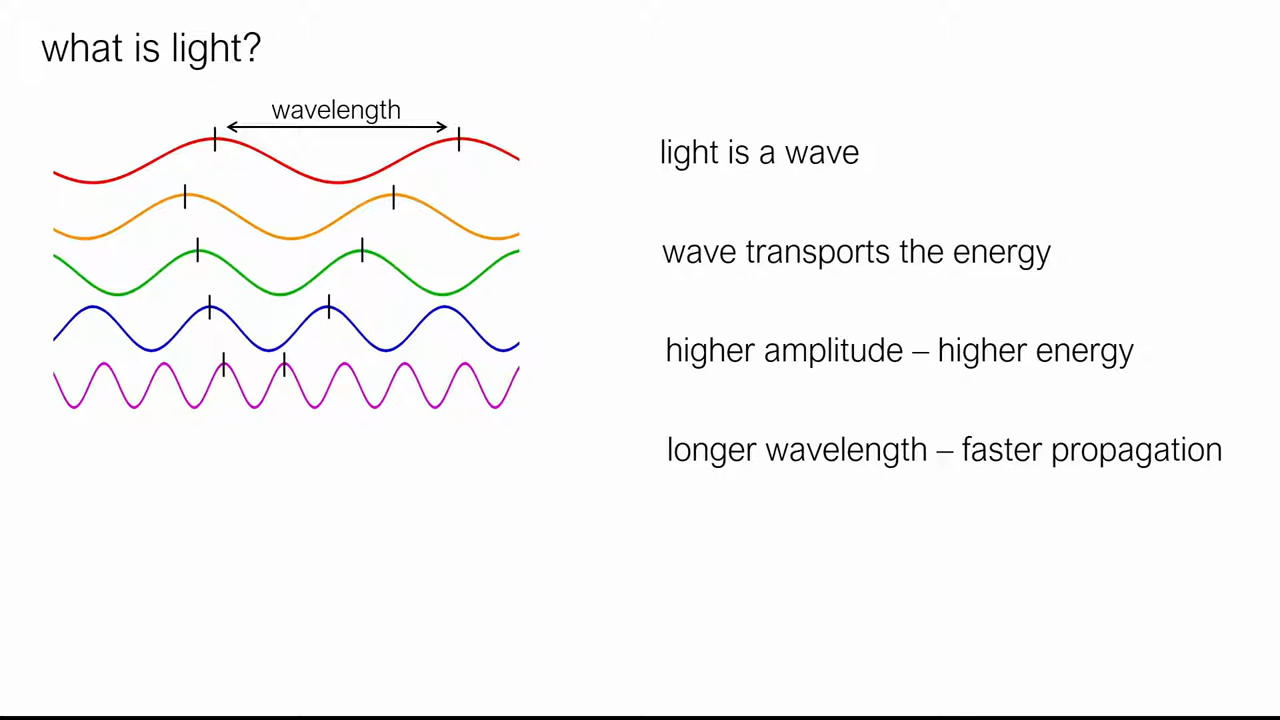 what is light?
wavelength
light is a wave
wave transports the energy
higher amplitude – higher energy
longer wavelength – faster propagation